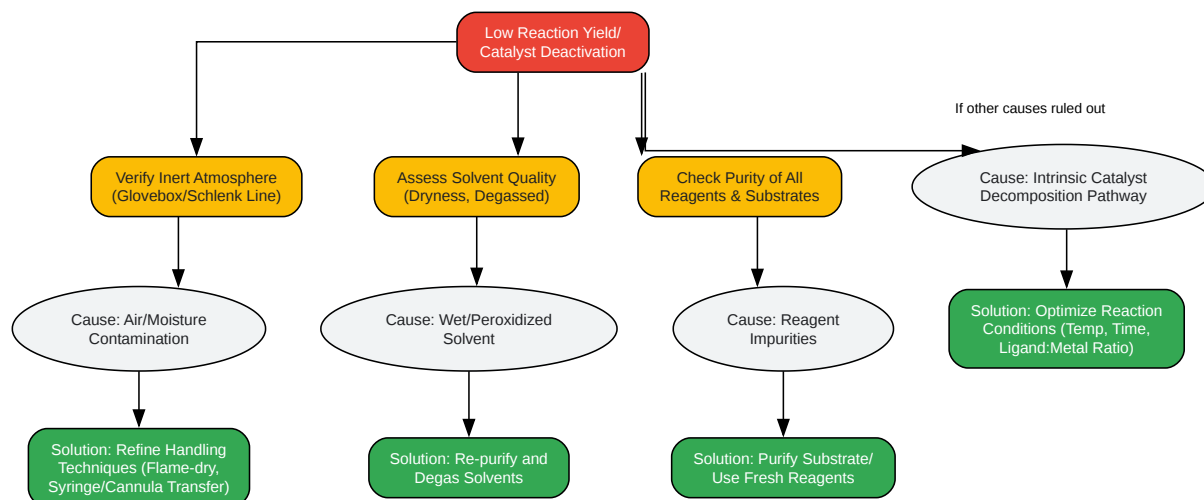 Low Reaction Yield/
Catalyst Deactivation
If other causes ruled out
Verify Inert Atmosphere
(Glovebox/Schlenk Line)
Assess Solvent Quality
(Dryness, Degassed)
Check Purity of All
Reagents & Substrates
Cause: Intrinsic Catalyst
Decomposition Pathway
Cause: Air/Moisture
Contamination
Cause: Wet/Peroxidized
Solvent
Cause: Reagent
Impurities
Solution: Optimize Reaction
Conditions (Temp, Time,
Ligand:Metal Ratio)
Solution: Refine Handling
Techniques (Flame-dry,
Syringe/Cannula Transfer)
Solution: Re-purify and
Degas Solvents
Solution: Purify Substrate/
Use Fresh Reagents